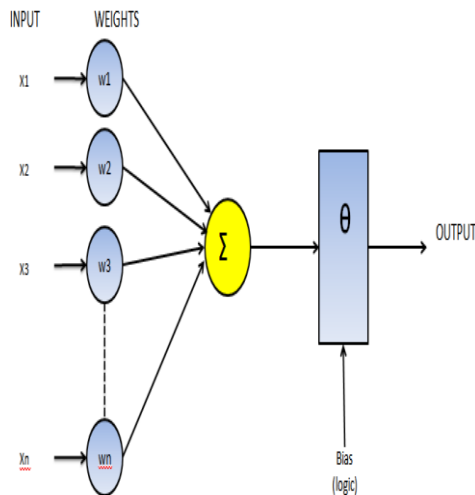 INPUT WEIGHTS
X1 w1
X2 w2
X3 w3
Σ
θ
OUTPUT
Xn wn
Bias
(logic)